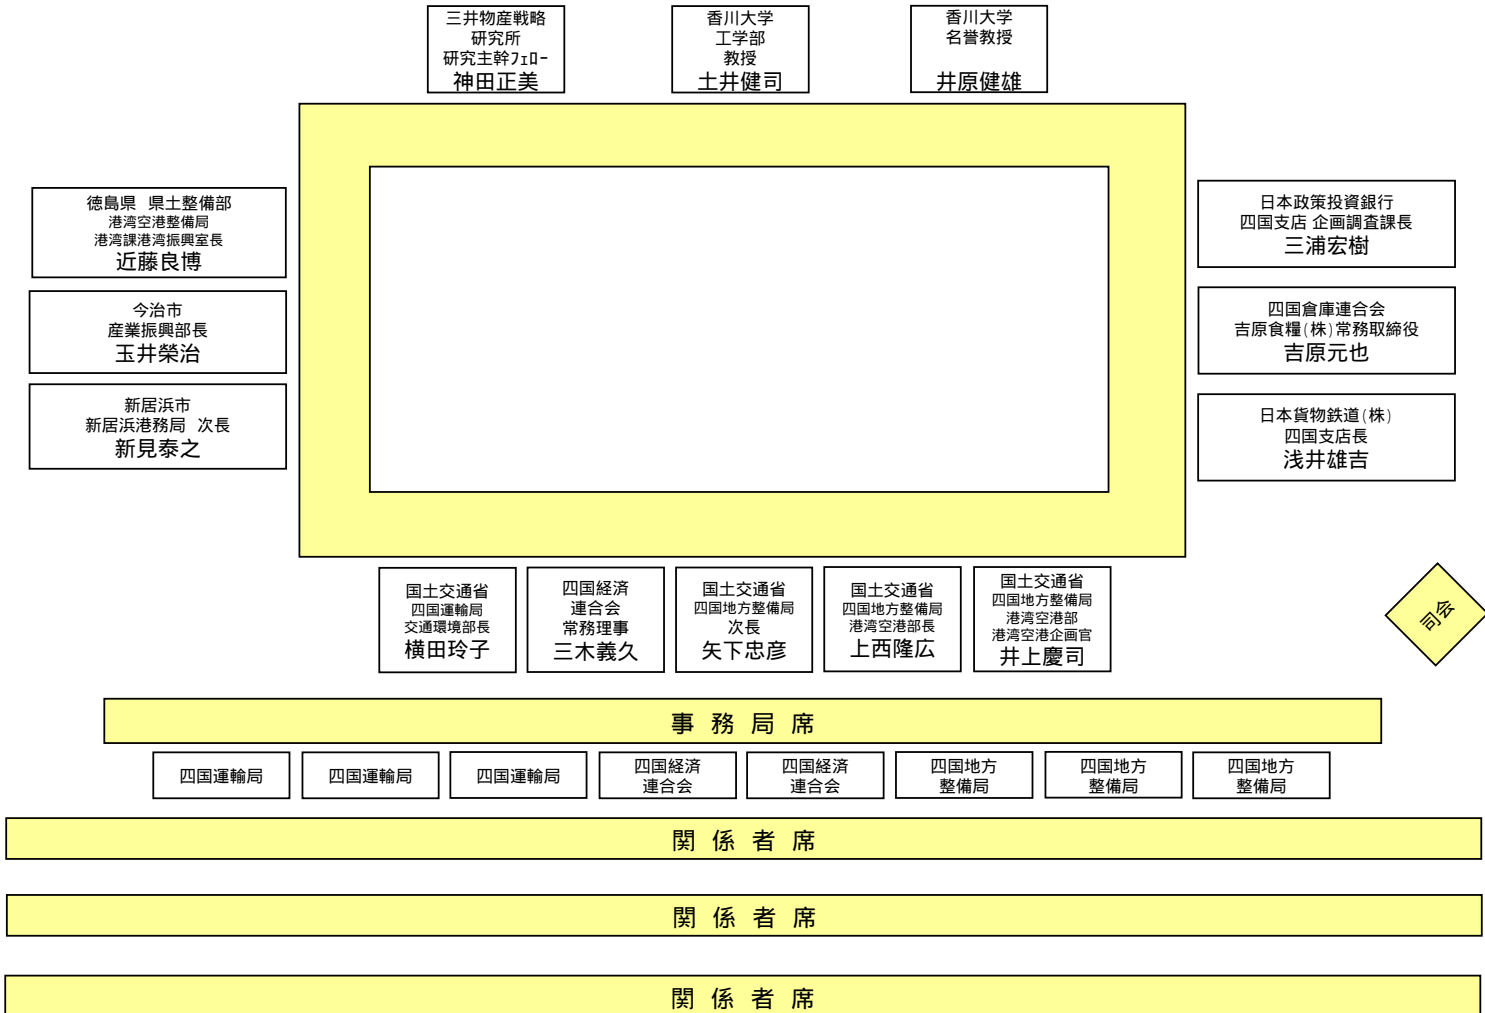 三井物産戦略
研究所
研究主幹ﾌｪﾛｰ
神田正美
香川大学
工学部
教授
土井健司
香川大学
名誉教授
井原健雄
徳島県 県土整備部
港湾空港整備局
港湾課港湾振興室長
近藤良博
今治市
産業振興部長
玉井榮治
新居浜市
新居浜港務局 次長
新見泰之
日本政策投資銀行
四国支店 企画調査課長
三浦宏樹
四国倉庫連合会
吉原食糧(株)常務取締役
吉原元也
日本貨物鉄道(株)
四国支店長
浅井雄吉
国土交通省
四国運輸局
交通環境部長
横田玲子
四国経済
連合会
常務理事
三木義久
国土交通省
四国地方整備局
次長
矢下忠彦
国土交通省
四国地方整備局
港湾空港部長
上西隆広
国土交通省
四国地方整備局
港湾空港部
港湾空港企画官
井上慶司
司会
事務局席
四国運輸局
四国運輸局
四国運輸局
四国経済
連合会
四国経済
連合会
四国地方
整備局
四国地方
整備局
四国地方
整備局
関係者席
関係者席
関係者席